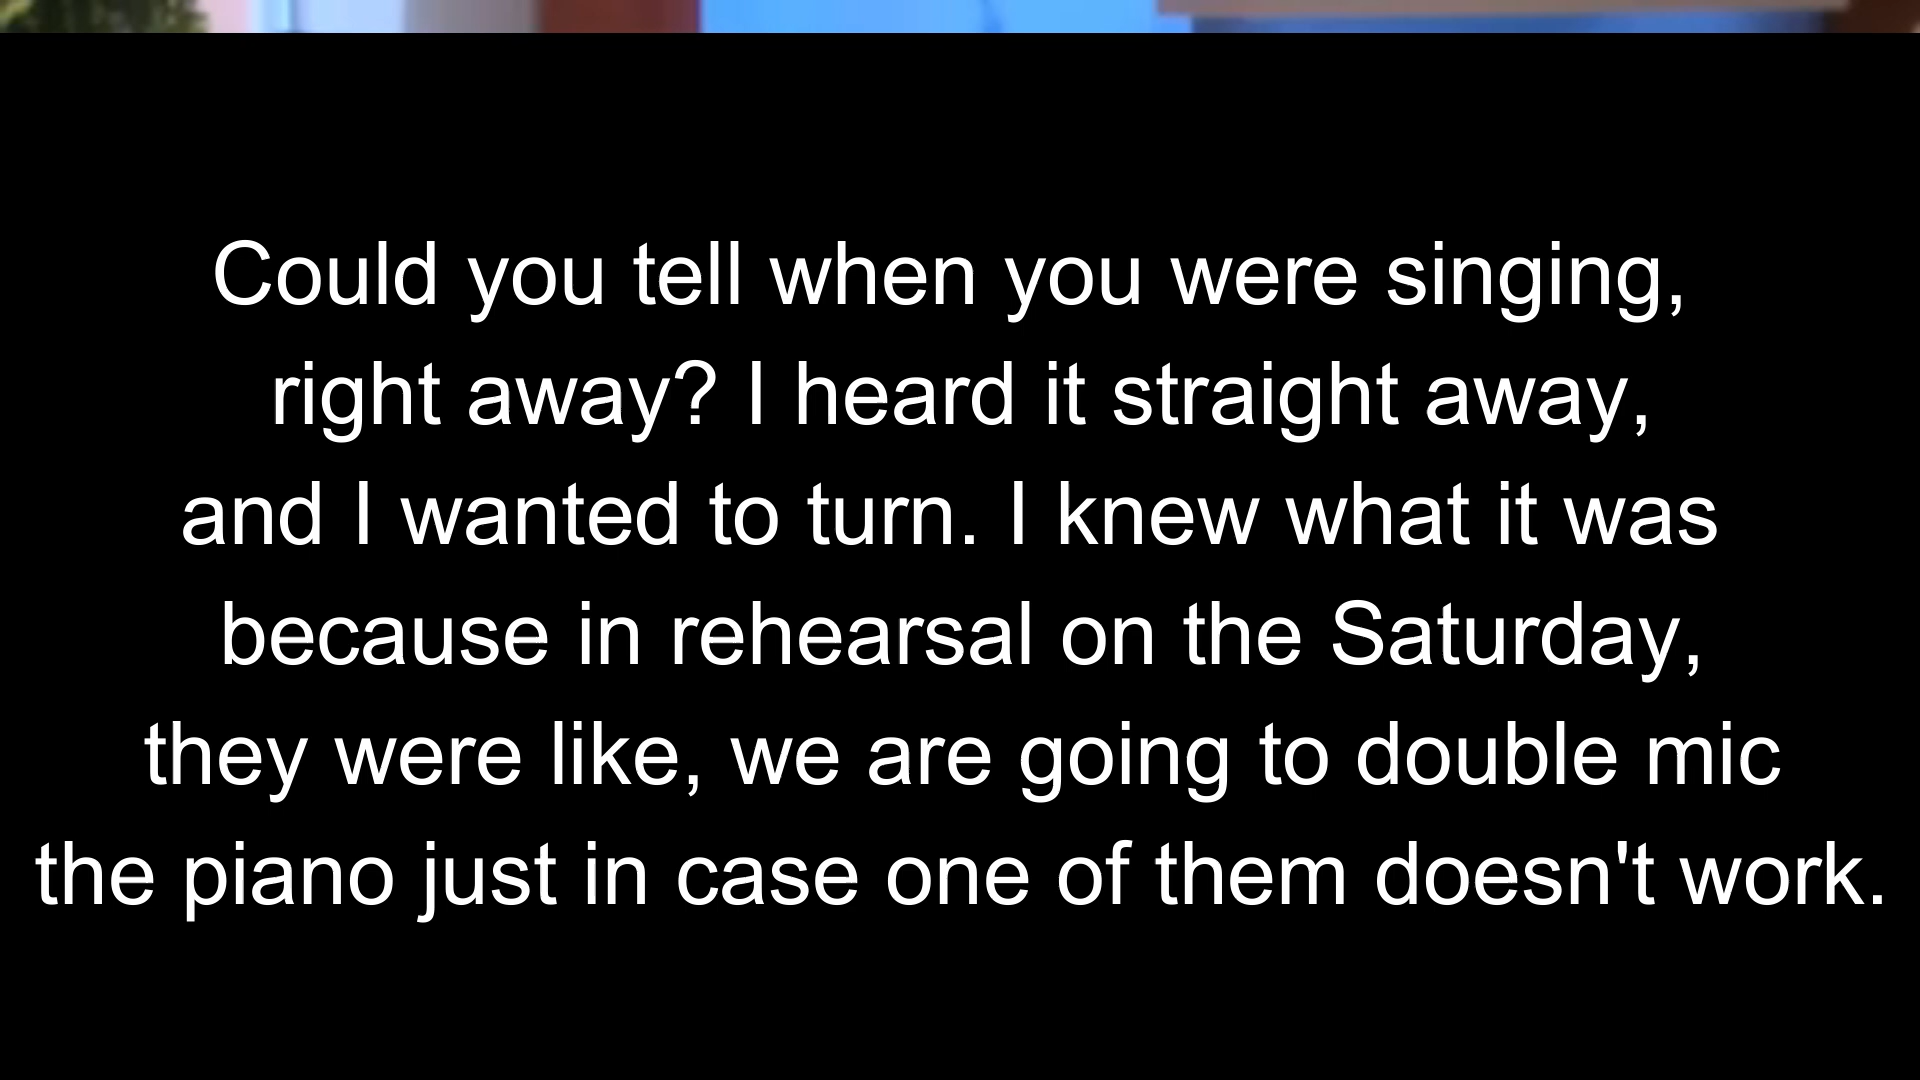 Could you tell when you were singing,
right away? I heard it straight away,
and I wanted to turn. I knew what it was
because in rehearsal on the Saturday,
they were like, we are going to double mic
the piano just in case one of them doesn't work.